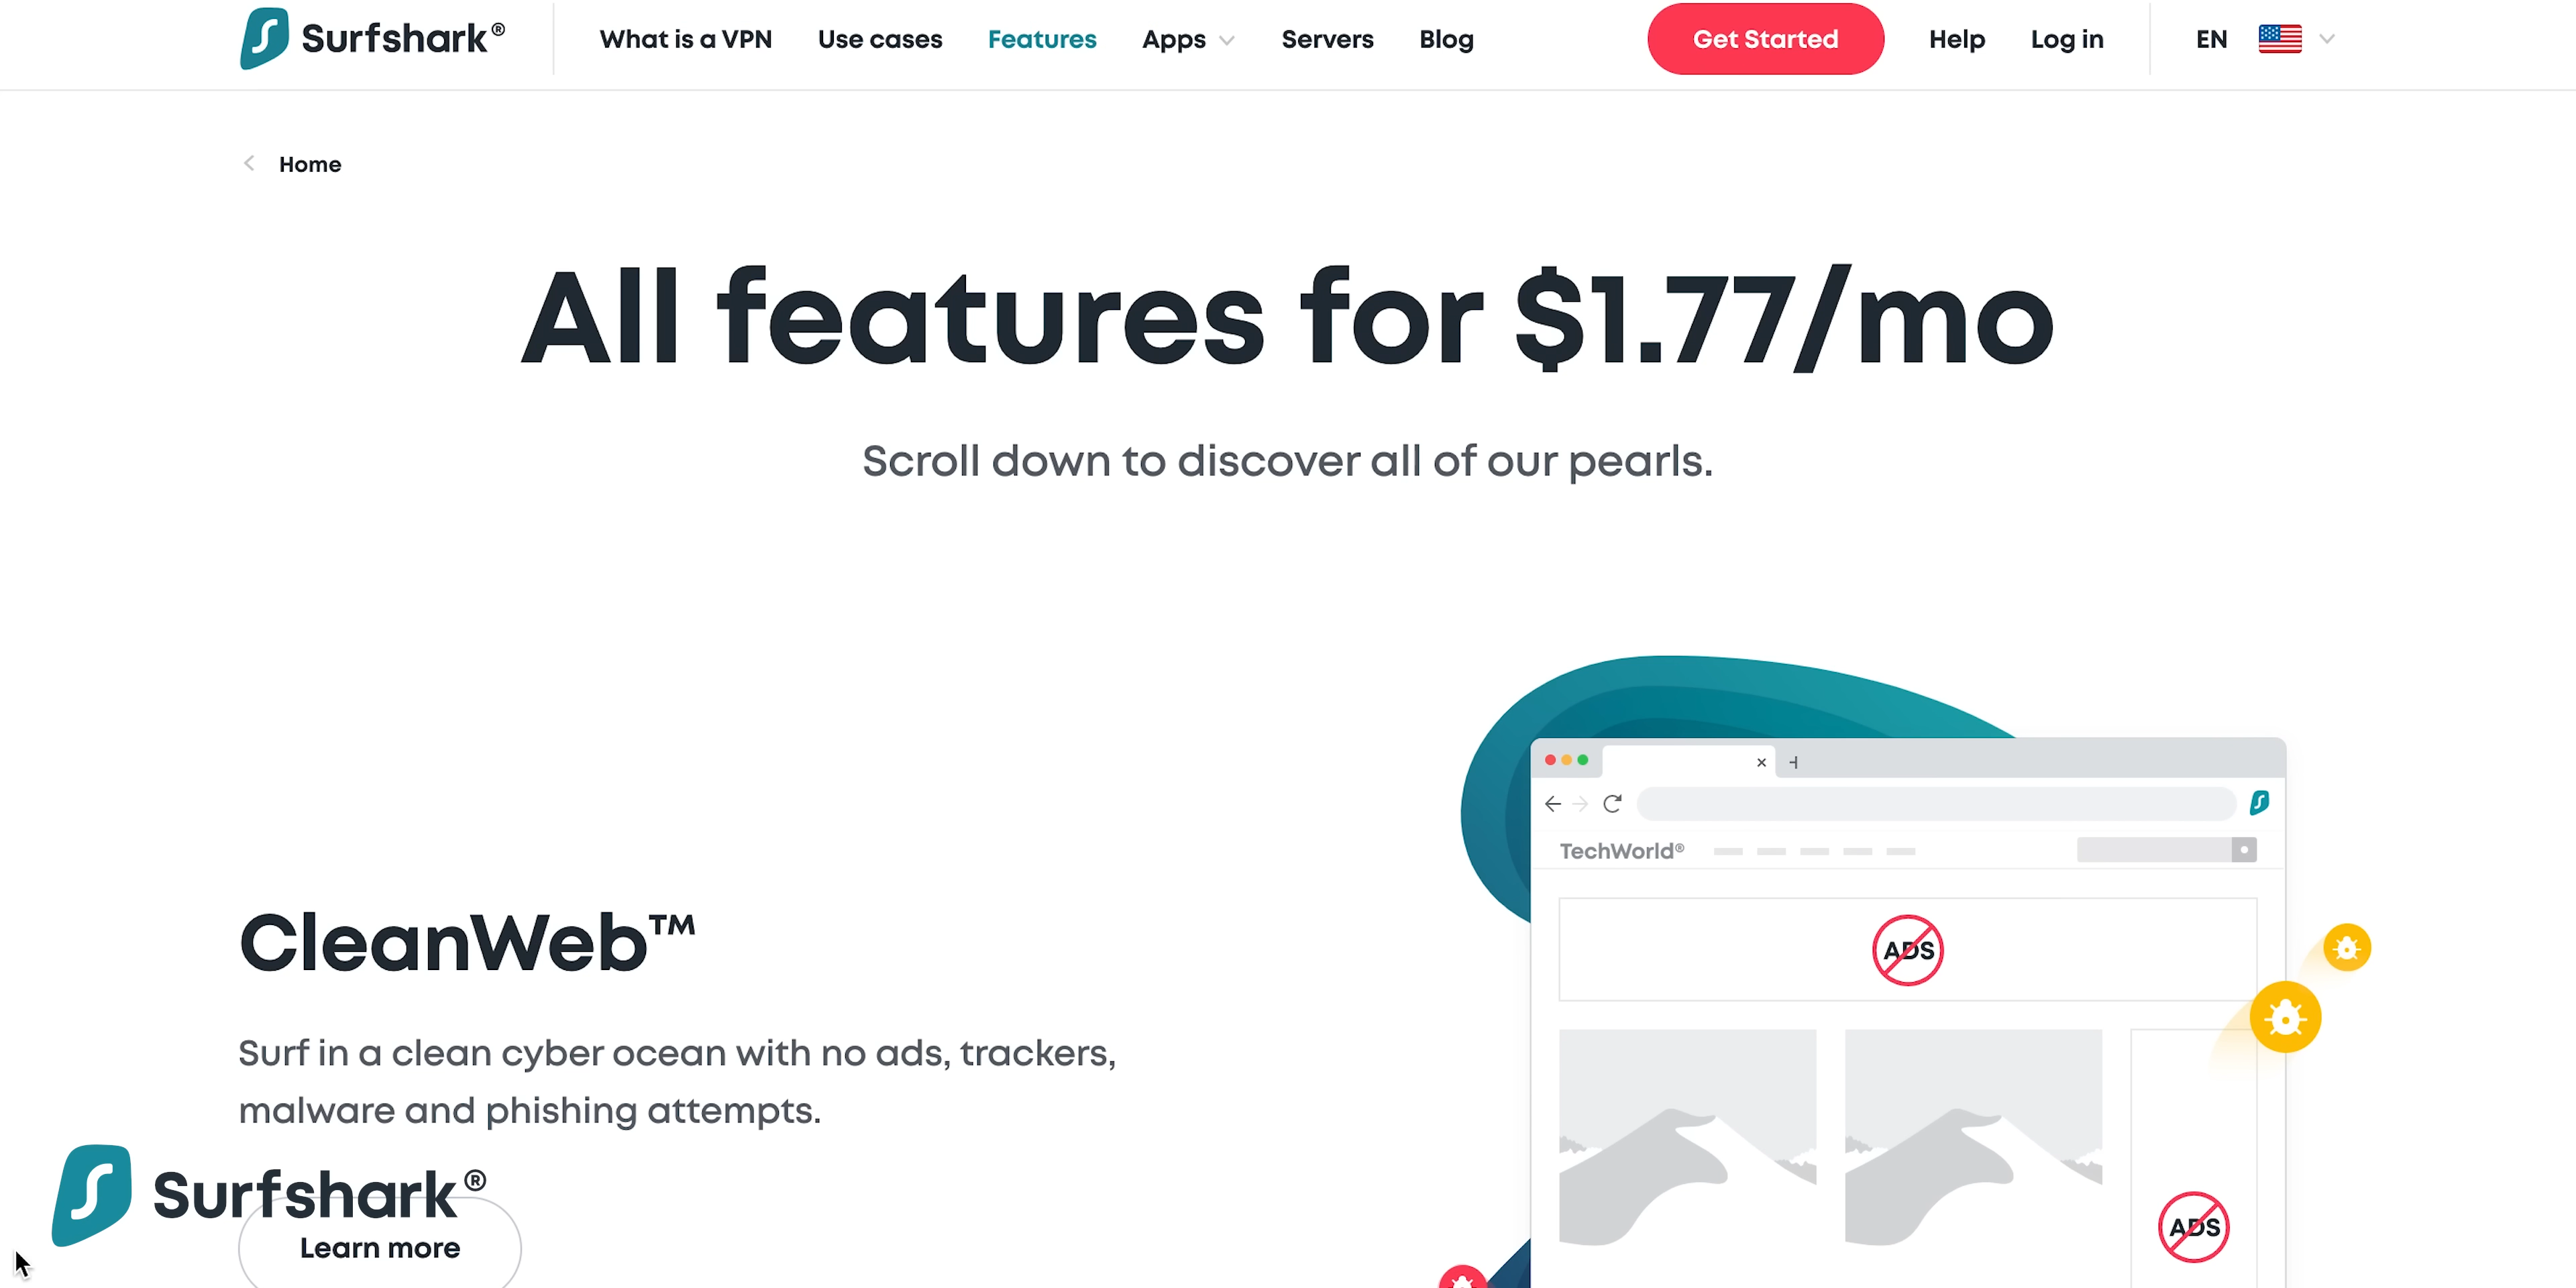 Surfshark®
What is a VPN
Use cases
Features
Apps
Servers
Blog
Get Started
Help
Log in
EN
Home
All features for $1.77/mo
Scroll down to discover all of our pearls.
TechWorld®
ADS
CleanWeb™
Surf in a clean cyber ocean with no ads, trackers,
malware and phishing attempts.
Surfshark®
Learn more
ADS